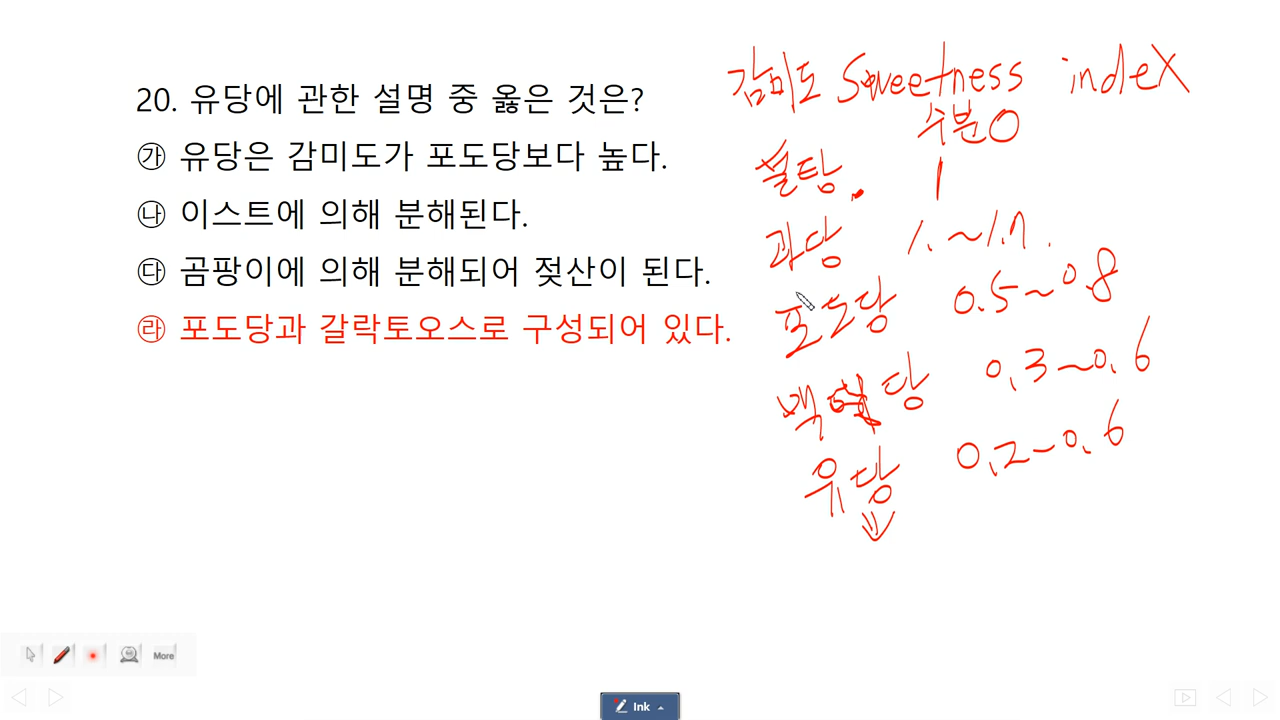 20. 유당에 관한 설명 중 옳은 것은?
㉮ 유당은 감미도가 포도당보다 높다.
㉯ 이스트에 의해 분해된다.
㉰ 곰팡이에 의해 분해되어 젖산이 된다.
㉱ 포도당과 갈락토오스로 구성되어 있다.
감미도 Sweetness index
수분0
설탕. 1
과당 1.~1.7.
포도당 0.5~0.8
당 0.3~0.6
유당 0.2~0.6
More
Ink